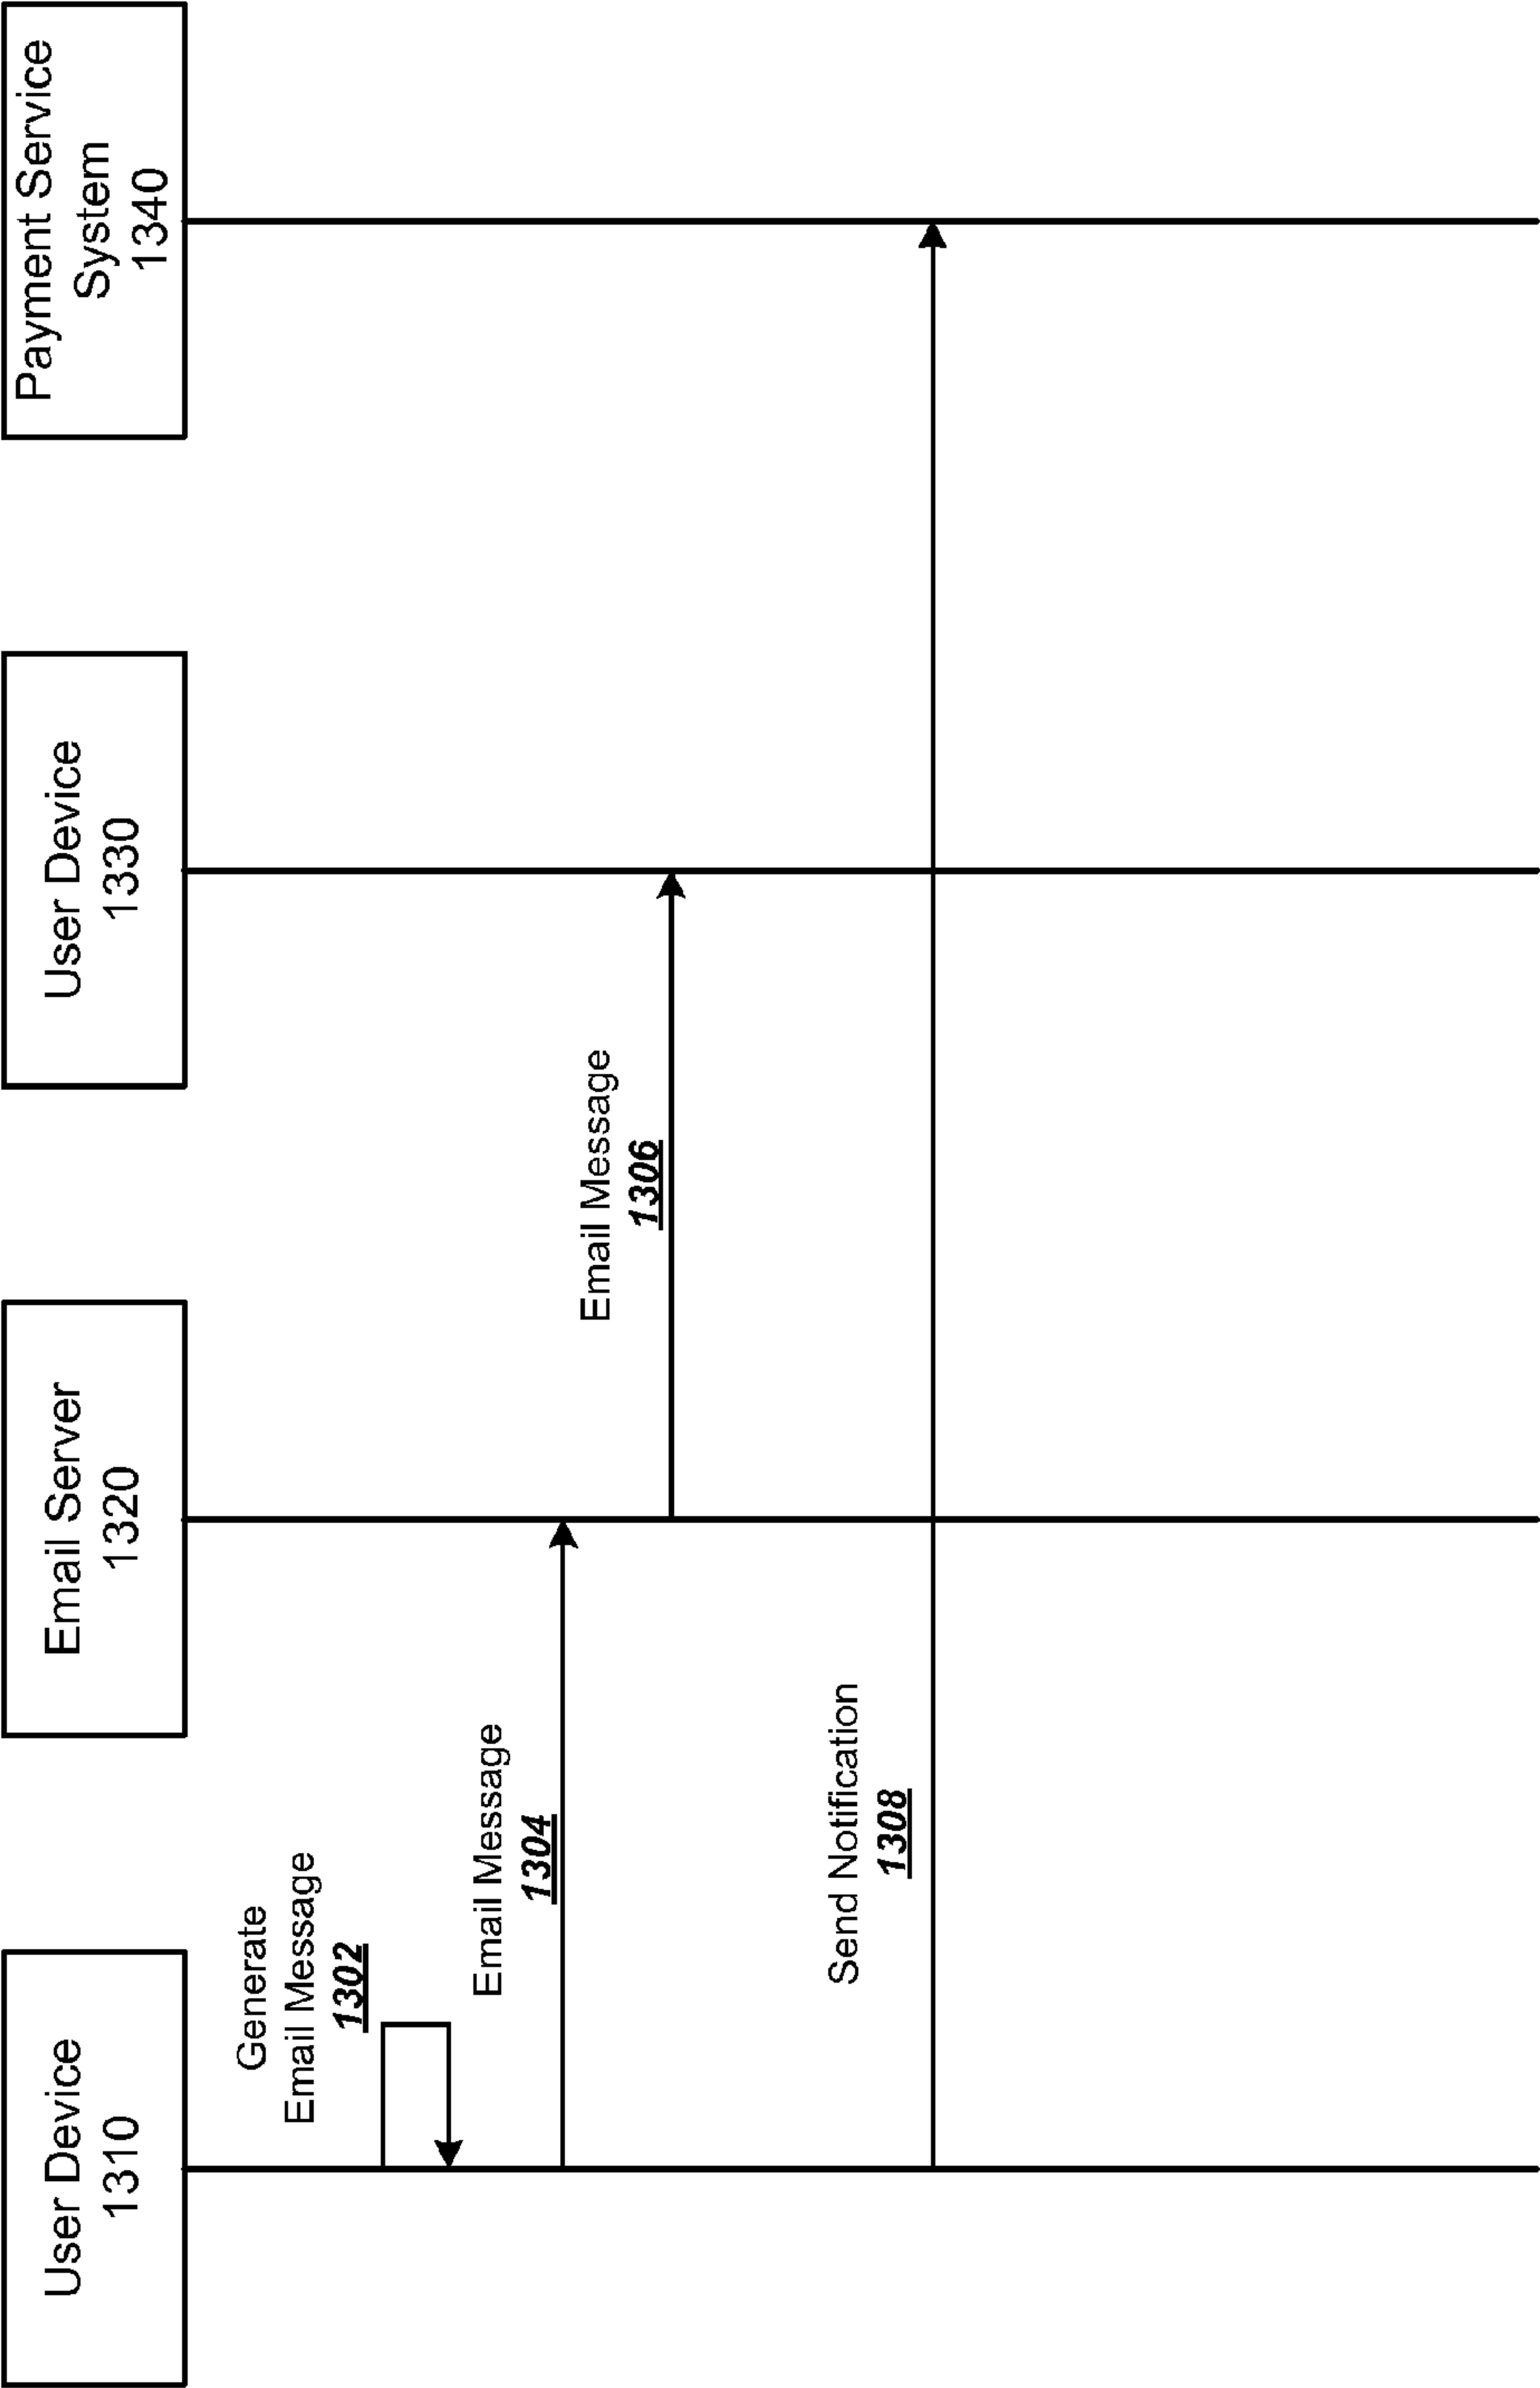 User Device
1310
Email Server
1320
User Device
1330
Payment Service
System
1340
Generate
Email Message
1302
Email Message
1304
Email Message
1306
Send Notification
1308